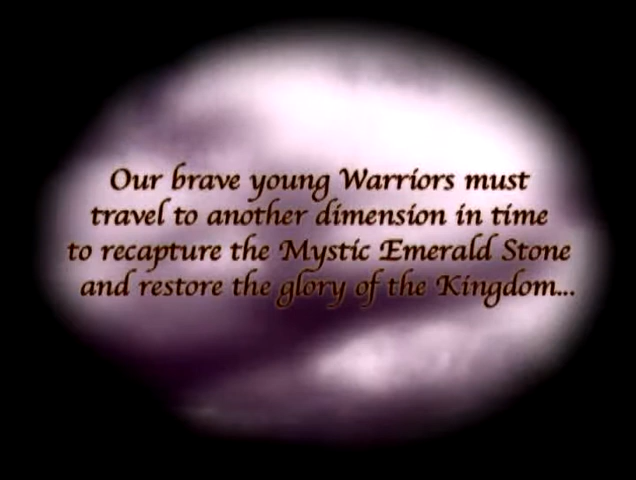 Our brave young Warriors must
travel to another dimension in time
to recapture the Mystic Emerald Stone
and restore the glory of the Kingdom...